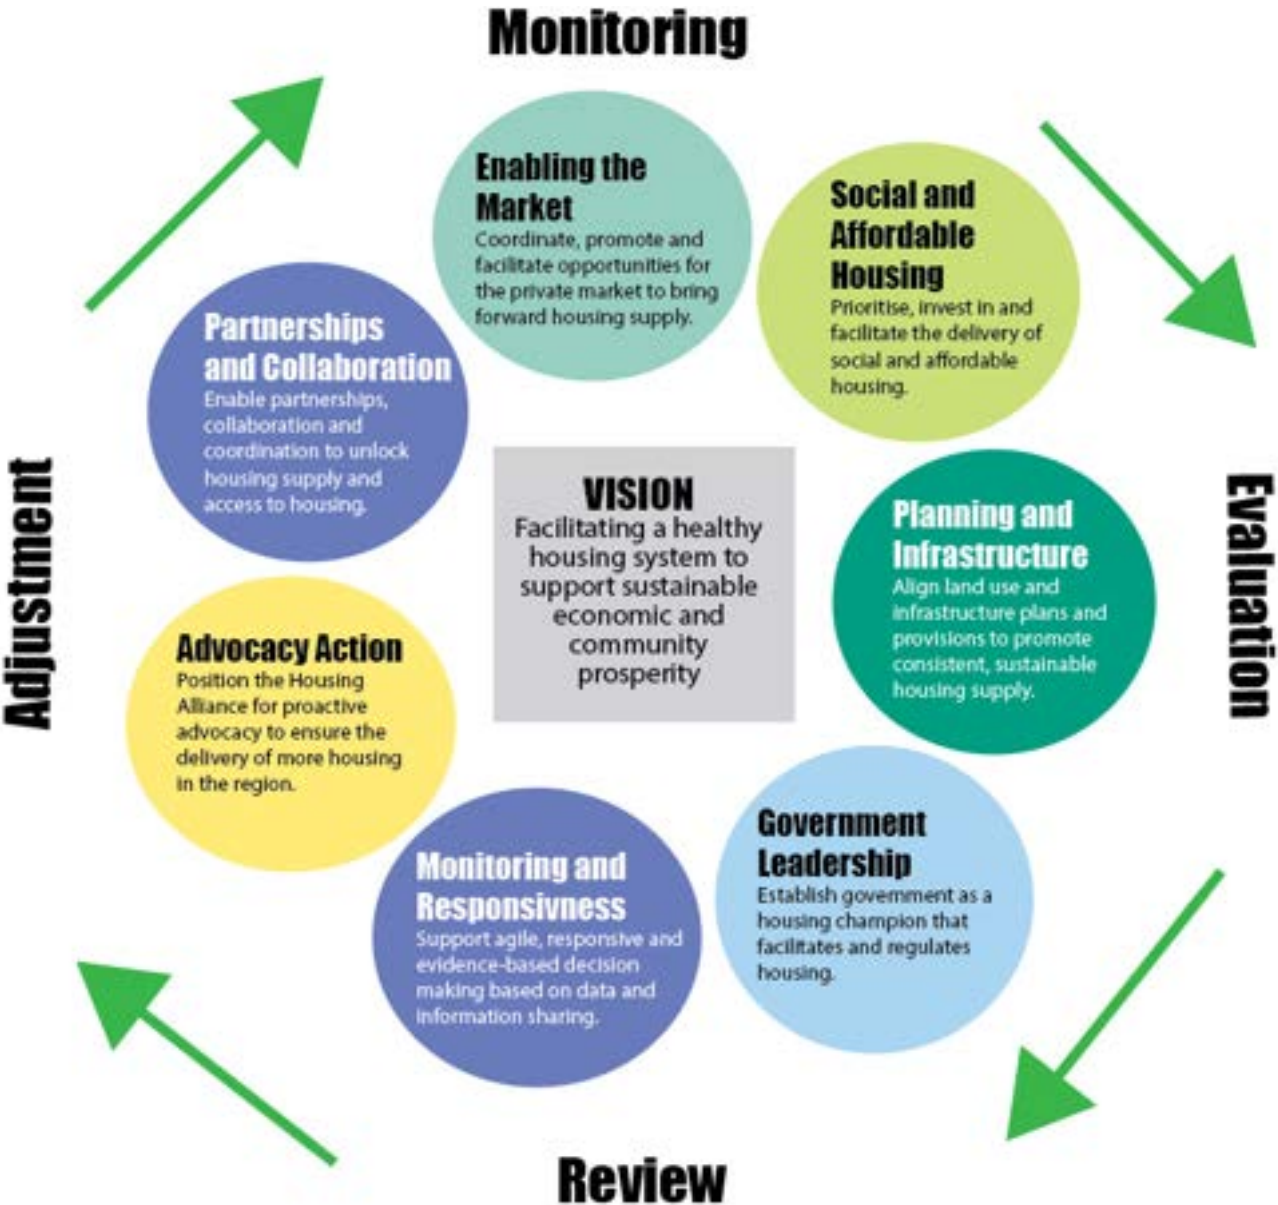 Monitoring
Enabling the
Market
Coordinate, promote and
facilitate opportunities for
the private market to bring
forward housing supply.
Social and
Affordable
Housing
Prioritise, invest in and
facilitate the delivery of
social and affordable
housing.
Partnerships
and Collaboration
Enable partnerships,
collaboration and
coordination to unlock
housing supply and
access to housing.
VISION
Facilitating a healthy
housing system to
support sustainable
economic and
community
prosperity
Planning and
Infrastructure
Align land use and
infrastructure plans and
provisions to promote
consistent, sustainable
housing supply.
Adjustment
Evaluation
Advocacy Action
Position the Housing
Alliance for proactive
advocacy to ensure the
delivery of more housing
in the region.
Government
Leadership
Establish government as a
housing champion that
facilitates and regulates
housing.
Monitoring and
Responsivness
Support agile, responsive and
evidence-based decision
making based on data and
information sharing.
Review